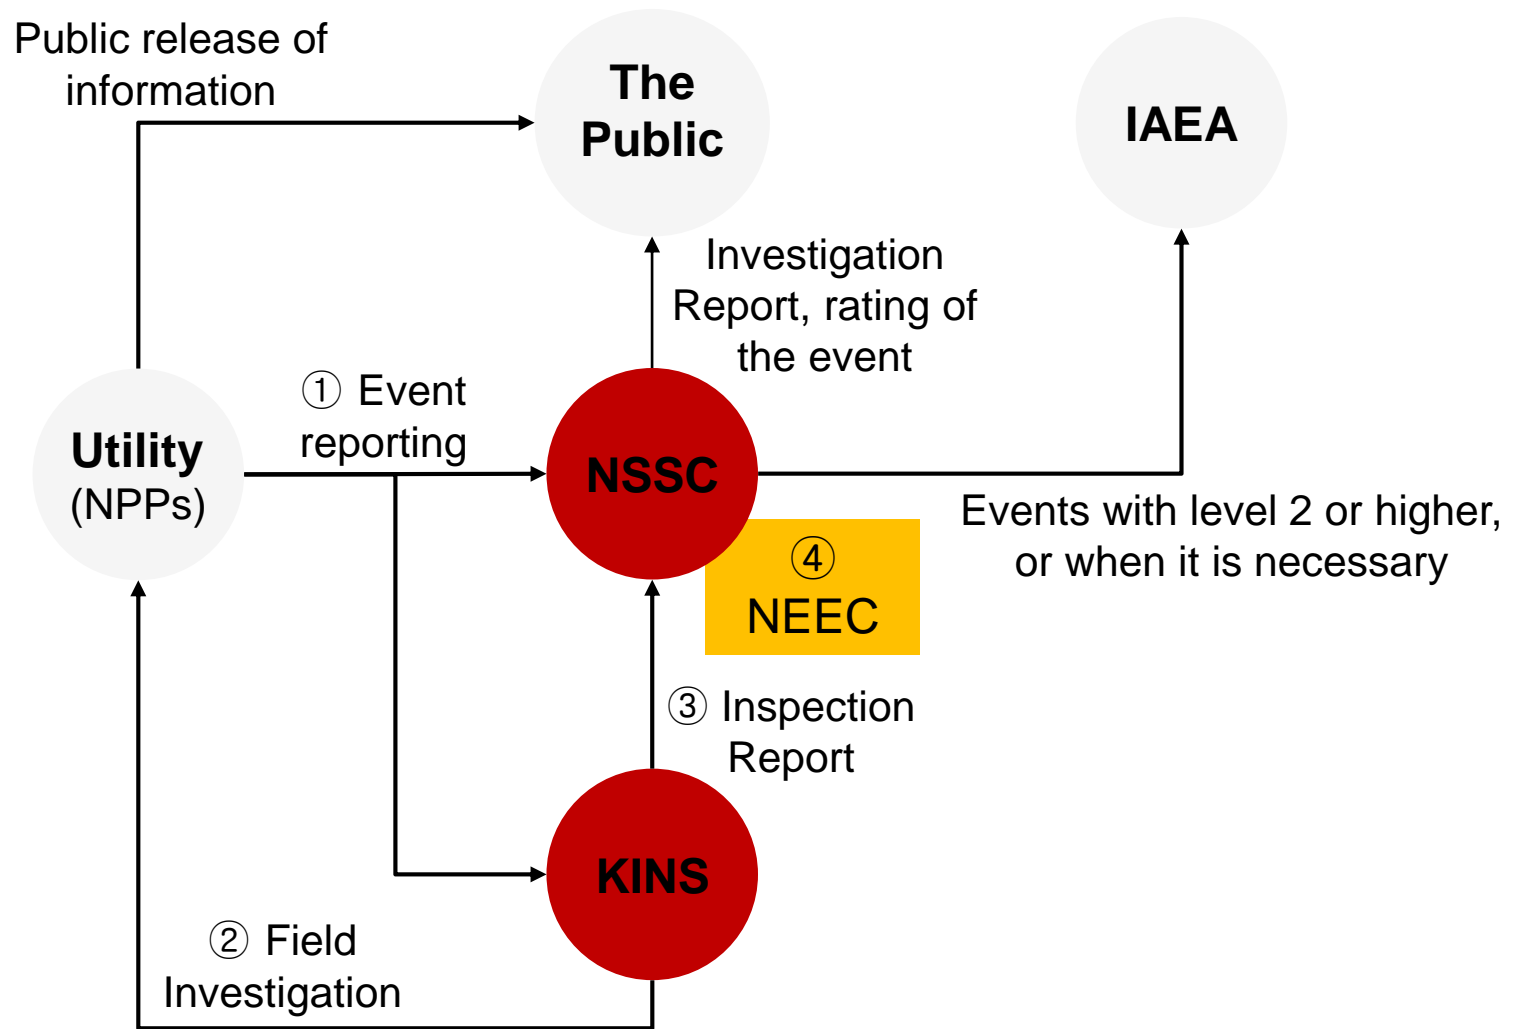 Public release of
information
The
Public
IAEA
Investigation
Report, rating of
the event
① Event
reporting
Utility
(NPPs)
NSSC
Events with level 2 or higher,
or when it is necessary
④
NEEC
③ Inspection
Report
KINS
② Field
Investigation